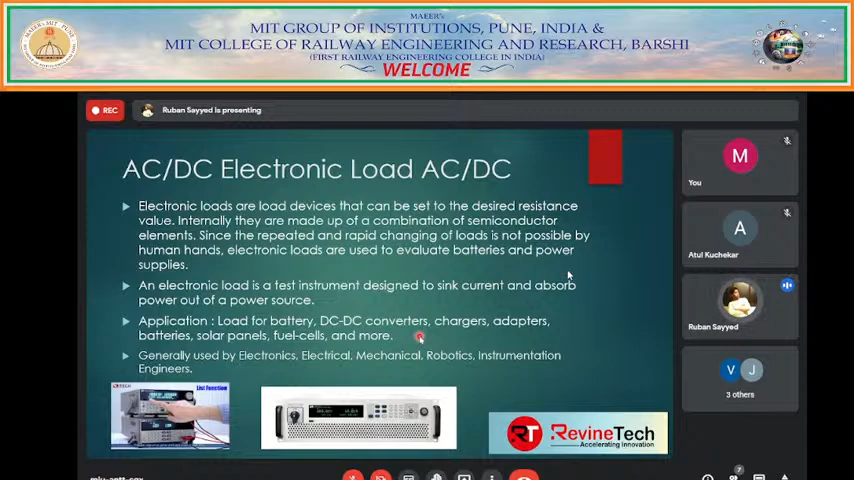 MAEER's
MIT GROUP OF INSTITUTIONS, PUNE, INDIA &
MIT COLLEGE OF RAILWAY ENGINEERING AND RESEARCH, BARSHI
(FIRST RAILWAY ENGINEERING COLLEGE IN INDIA)
WELCOME
REC
Ruban Sayyed is presenting
AC/DC Electronic Load AC/DC
Electronic loads are load devices that can be set to the desired resistance
value. Internally they are made up of a combination of semiconductor
elements. Since the repeated and rapid changing of loads is not possible by
human hands, electronic loads are used to evaluate batteries and power
supplies.
An electronic load is a test instrument designed to sink current and absorb
power out of a power source.
Application : Load for battery, DC-DC converters, chargers, adapters,
batteries, solar panels, fuel-cells, and more.
Generally used by Electronics, Electrical, Mechanical, Robotics, Instrumentation
Engineers.
List Function
RT RevineTech
Accelerating Innovation
M
You
A
Atul Kuchekar
Ruban Sayyed
V J
3 others
7